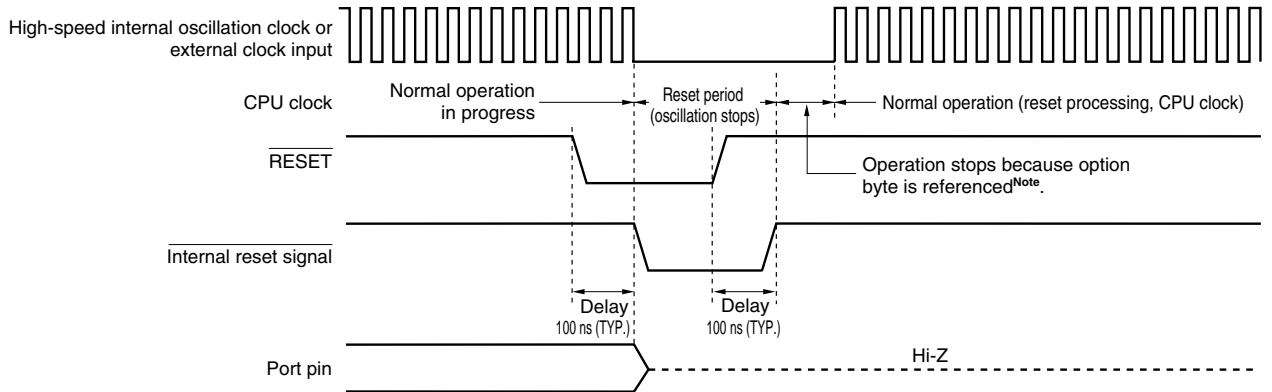 High-speed internal oscillation clock or
external clock input
CPU clock
Normal operation
in progress
Reset period
(oscillation stops)
Normal operation (reset processing, CPU clock)
RESET
Operation stops because option
byte is referencedNote.
Internal reset signal
Delay
100 ns (TYP.)
Delay
100 ns (TYP.)
Port pin
Hi-Z